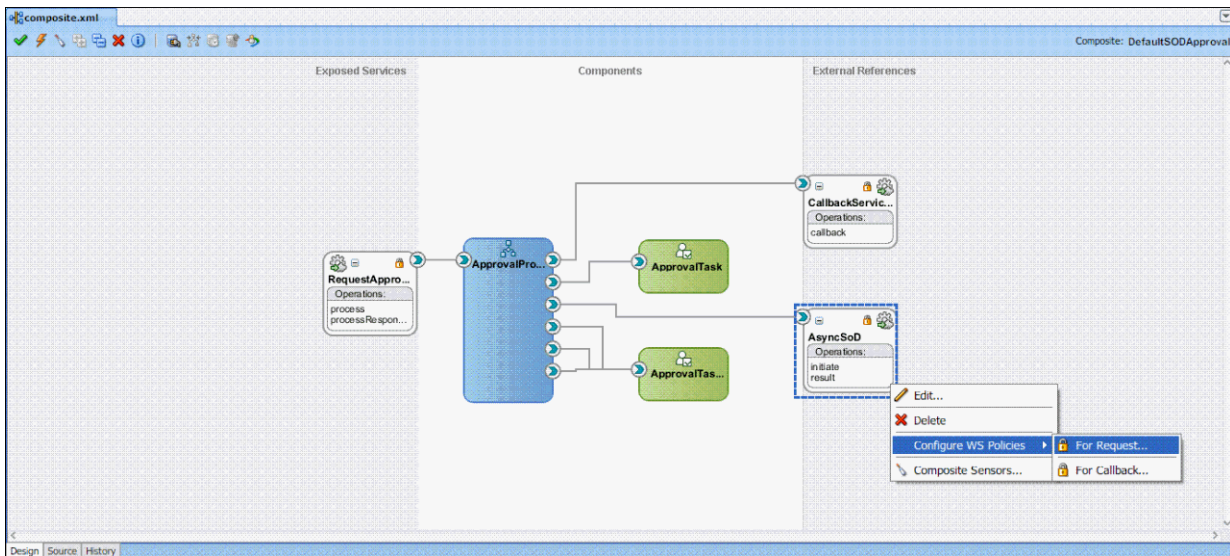 composite.xml
Composite: DefaultSODApproval
Exposed Services
Components
External References
CallbackServic...
Operations:
callback
RequestAppro...
Operations:
process
processRespon...
ApprovalPro...
ApprovalTask
AsyncSoD
Operations:
initiate
result
ApprovalTas...
Edit...
Delete
Configure WS Policies
For Request...
For Callback...
Composite Sensors...
Design Source History